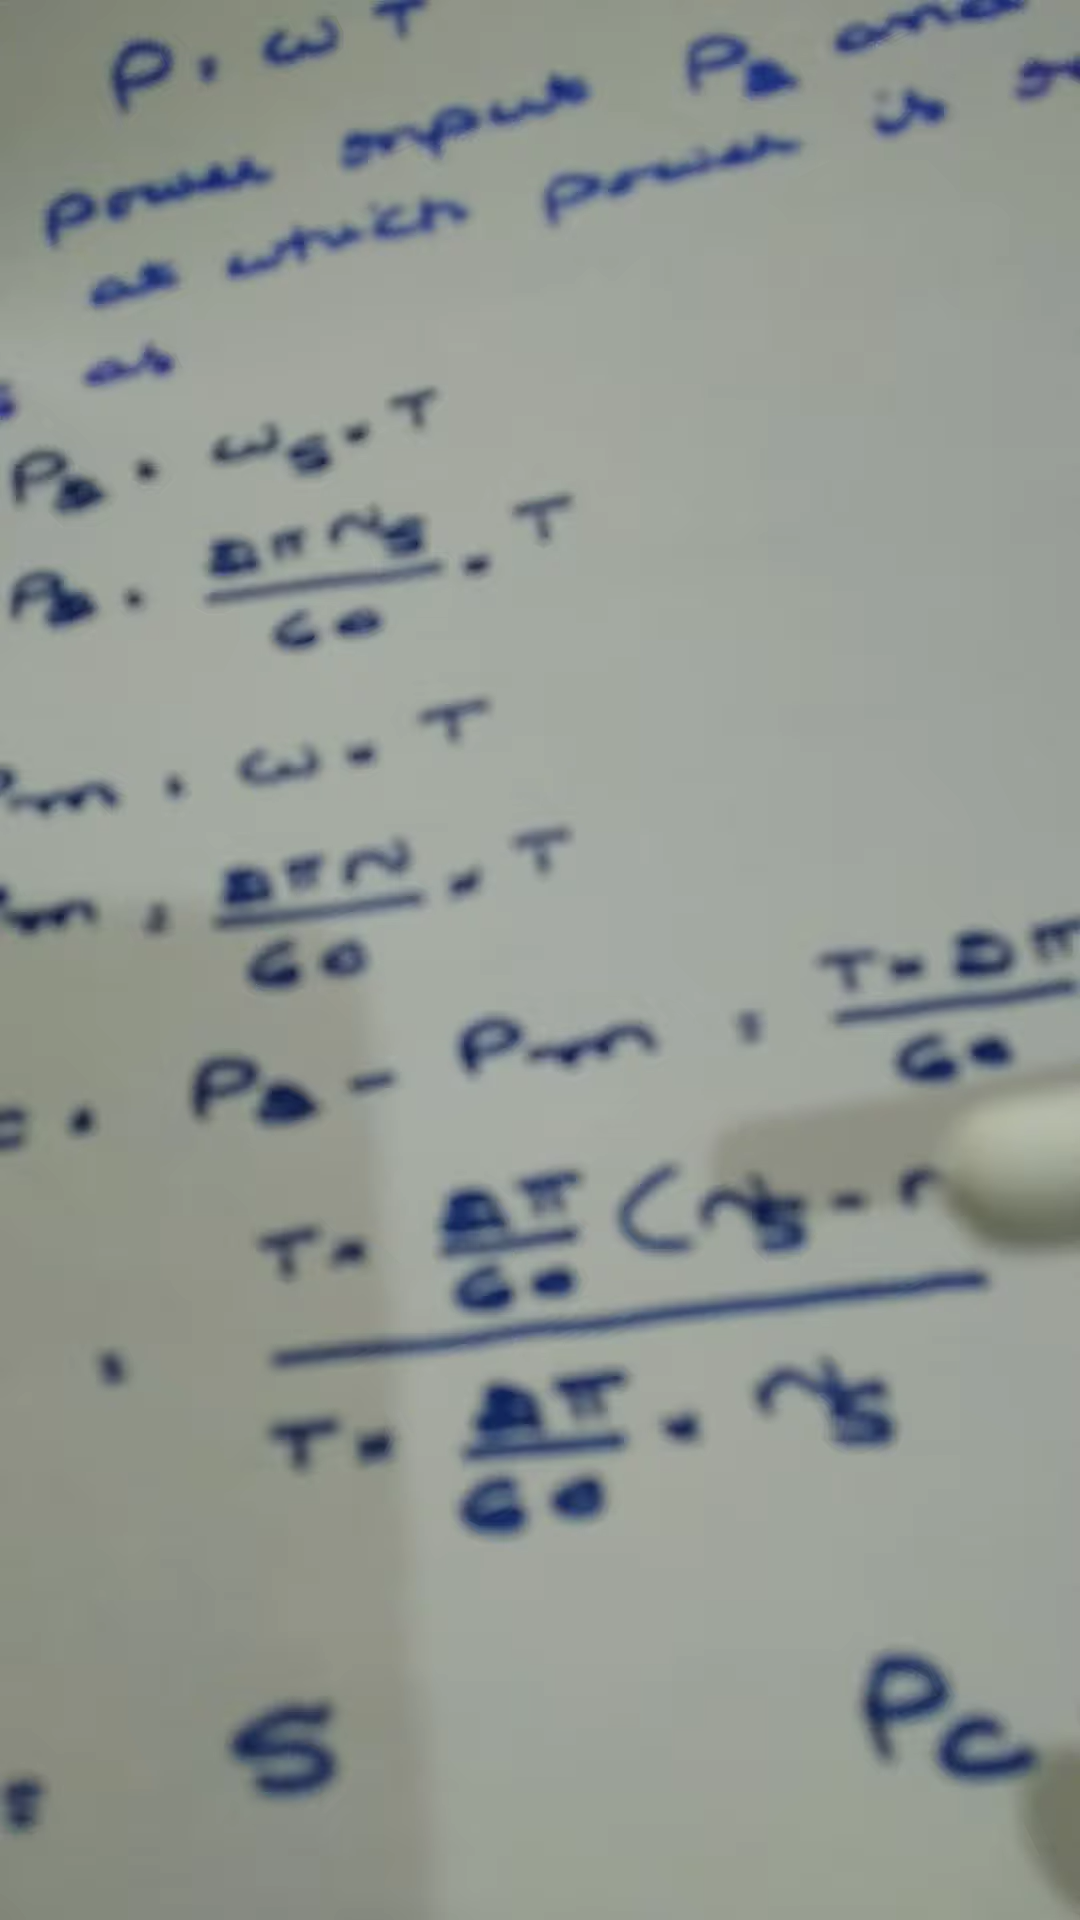 P = ω T
power input P2 and
at which power is
as
P2 = ωs × T
P2 = 2πNs/60 × T
Pm = ω × T
Pm = 2πN/60 × T
= P2 - Pm = T × 2π/60
T × 2π/60 (Ns - N
= T × 2π/60 × Ns
= S
Pc